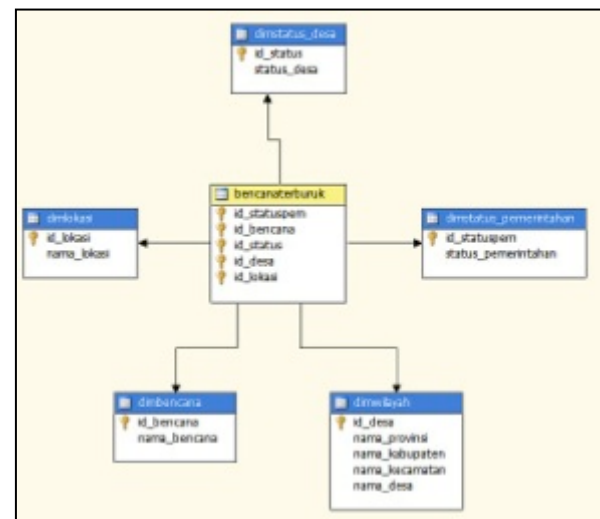 dimstatus_desa
id_status
status_desa
bencanaterburuk
id_statuspem
id_bencana
id_status
id_desa
id_lokasi
dimlokasi
id_lokasi
nama_lokasi
dimstatus_pemerintahan
id_statuspem
status_pemerintahan
dimbencana
id_bencana
nama_bencana
dimwilayah
id_desa
nama_provinsi
nama_kabupaten
nama_kecamatan
nama_desa